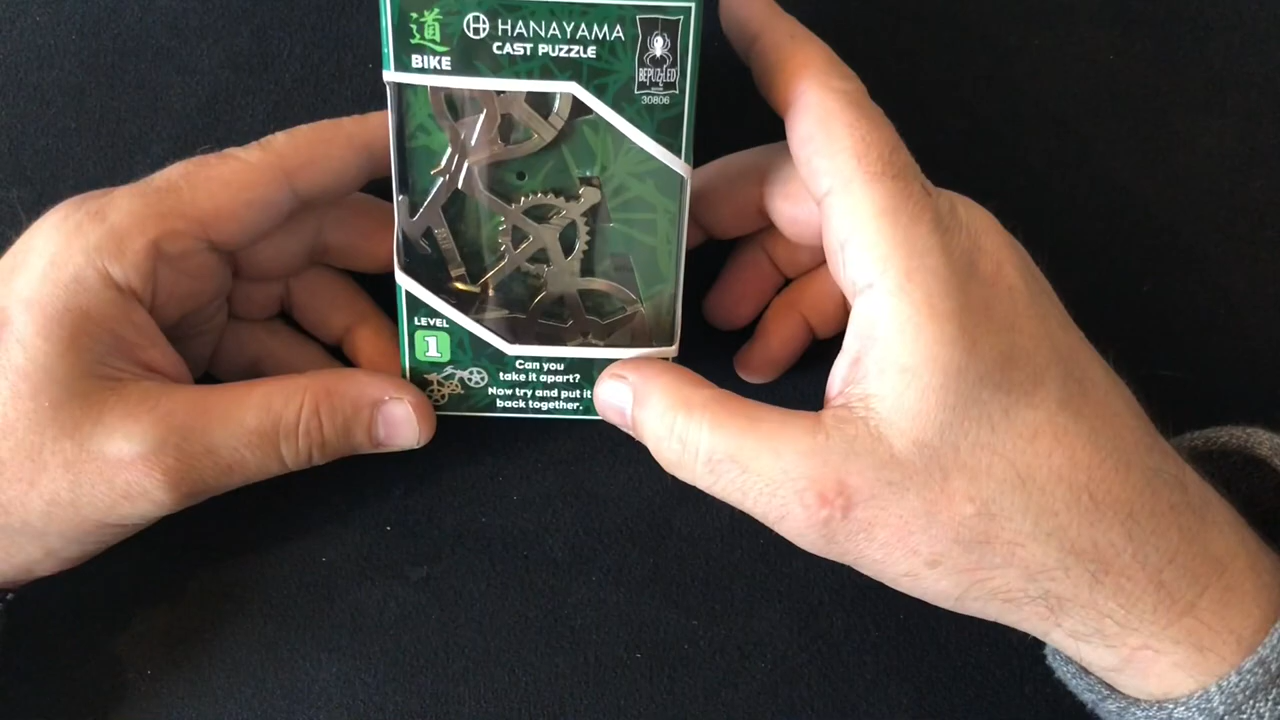 道
BIKE
HANAYAMA
CAST PUZZLE
BEPUZZLED
30806
LEVEL
1
Can you
take it apart?
Now try and put it
back together.